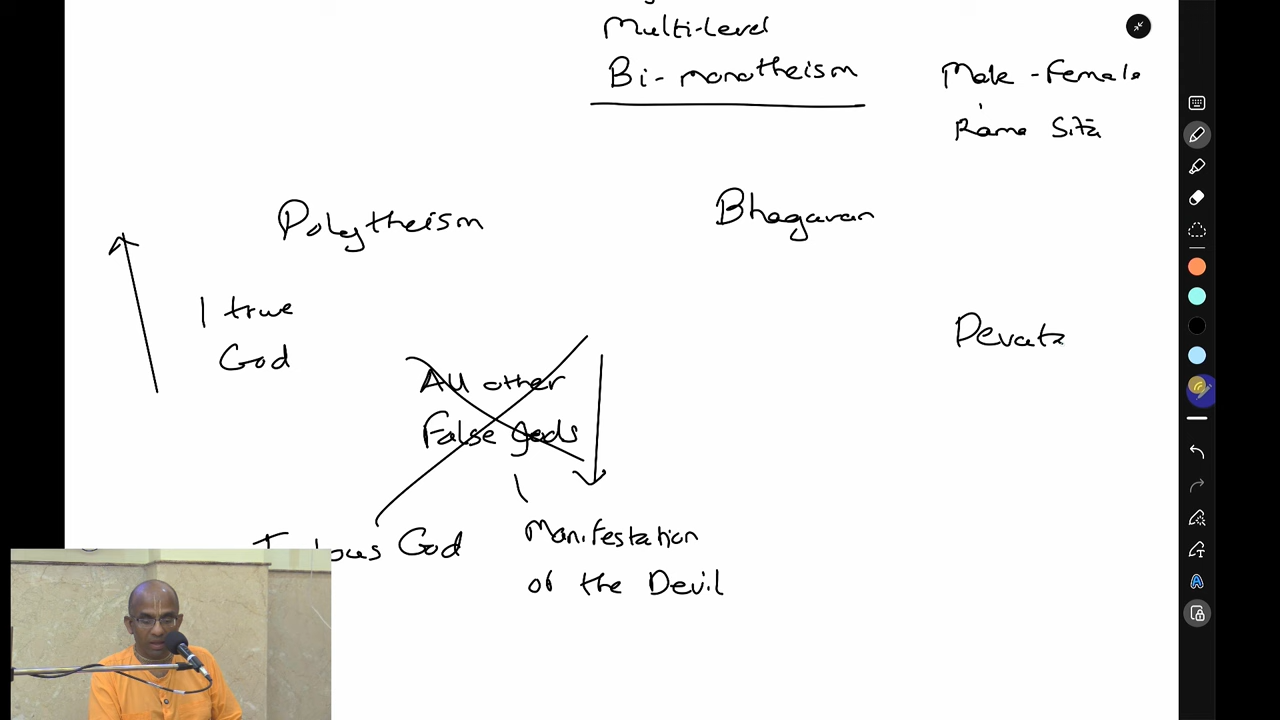 Multi-level
Bi-monotheism
Male - Female
Rama Sitā
Polytheism
Bhagavan
1 true
God
Devata
All other
False gods
God
Manifestation
of the Devil